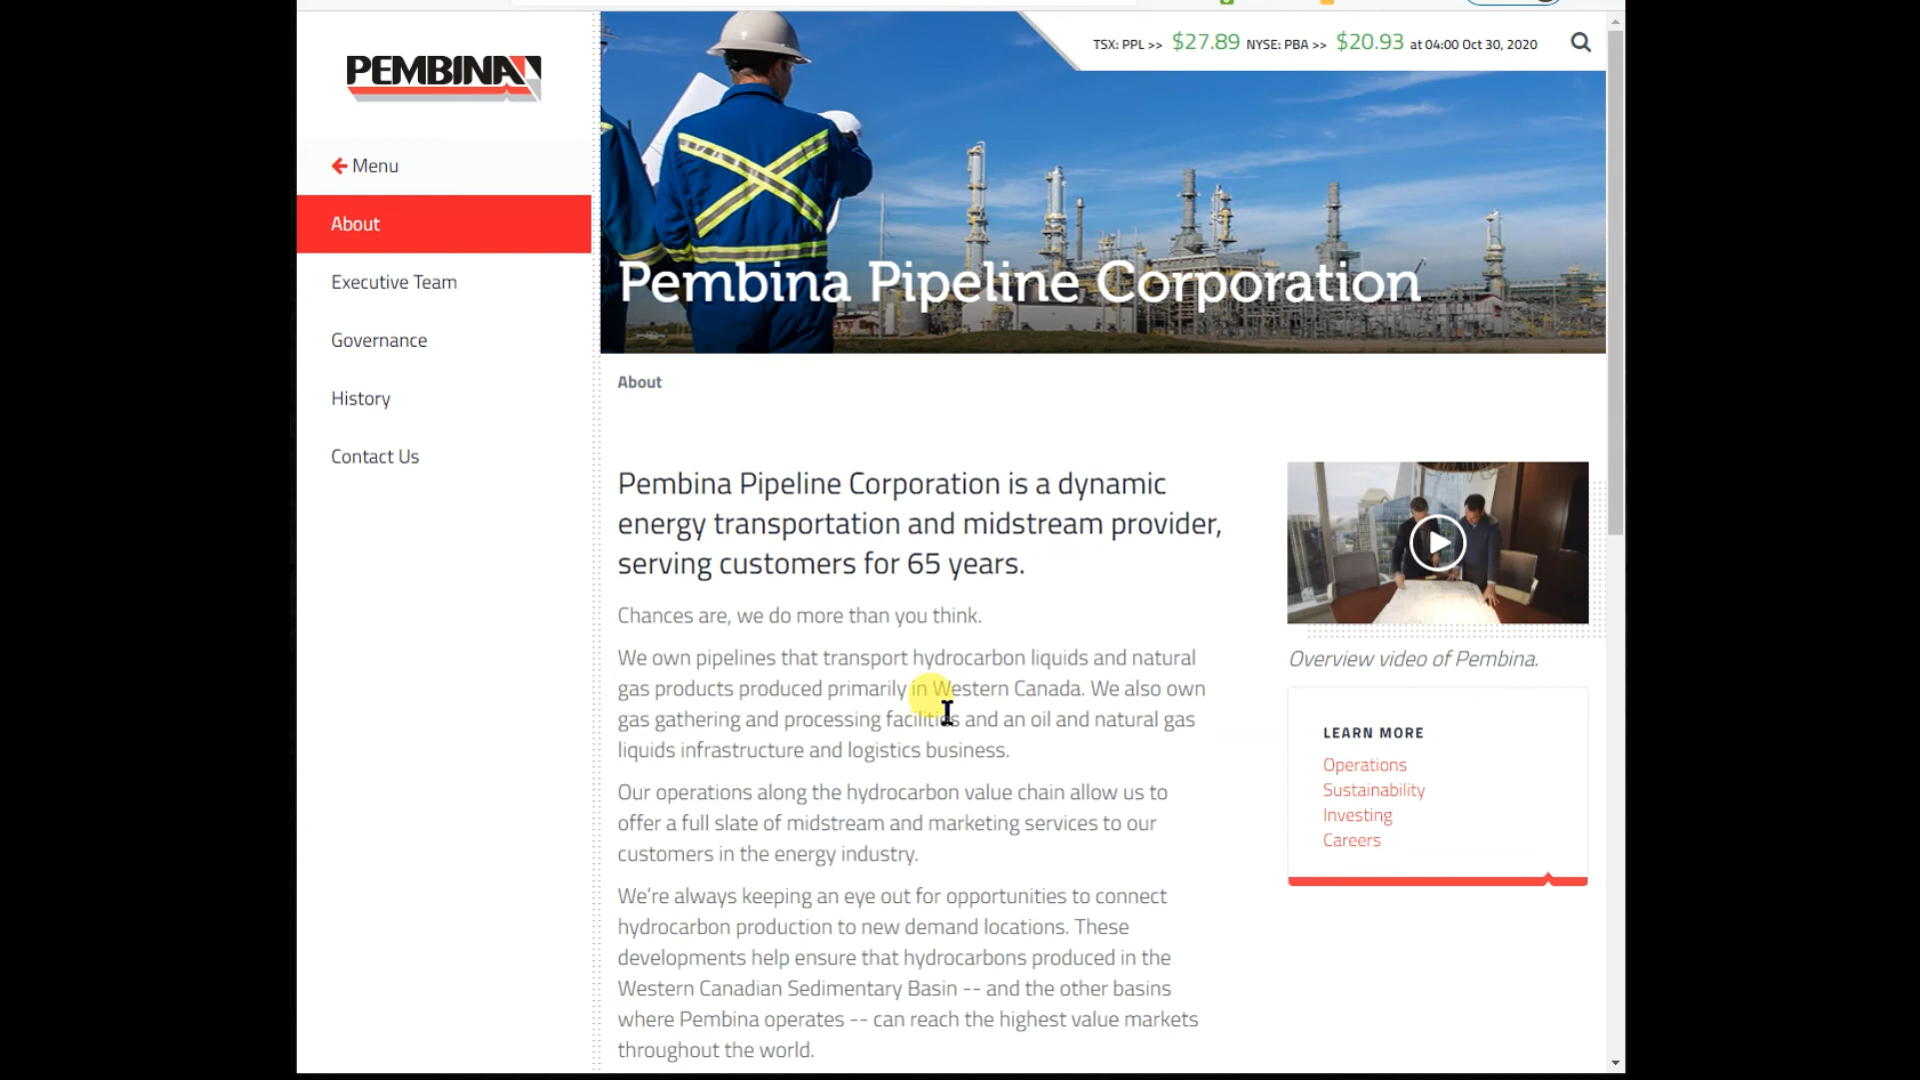 PEMBINA
TSX: PPL >> $27.89 NYSE: PBA >> $20.93 at 04:00 Oct 30, 2020
Menu
About
Executive Team
Governance
History
Contact Us
Pembina Pipeline Corporation
About
Pembina Pipeline Corporation is a dynamic
energy transportation and midstream provider,
serving customers for 65 years.
Chances are, we do more than you think.
We own pipelines that transport hydrocarbon liquids and natural
gas products produced primarily in Western Canada. We also own
gas gathering and processing facilities and an oil and natural gas
liquids infrastructure and logistics business.
Our operations along the hydrocarbon value chain allow us to
offer a full slate of midstream and marketing services to our
customers in the energy industry.
We're always keeping an eye out for opportunities to connect
hydrocarbon production to new demand locations. These
developments help ensure that hydrocarbons produced in the
Western Canadian Sedimentary Basin -- and the other basins
where Pembina operates -- can reach the highest value markets
throughout the world.
Overview video of Pembina.
LEARN MORE
Operations
Sustainability
Investing
Careers